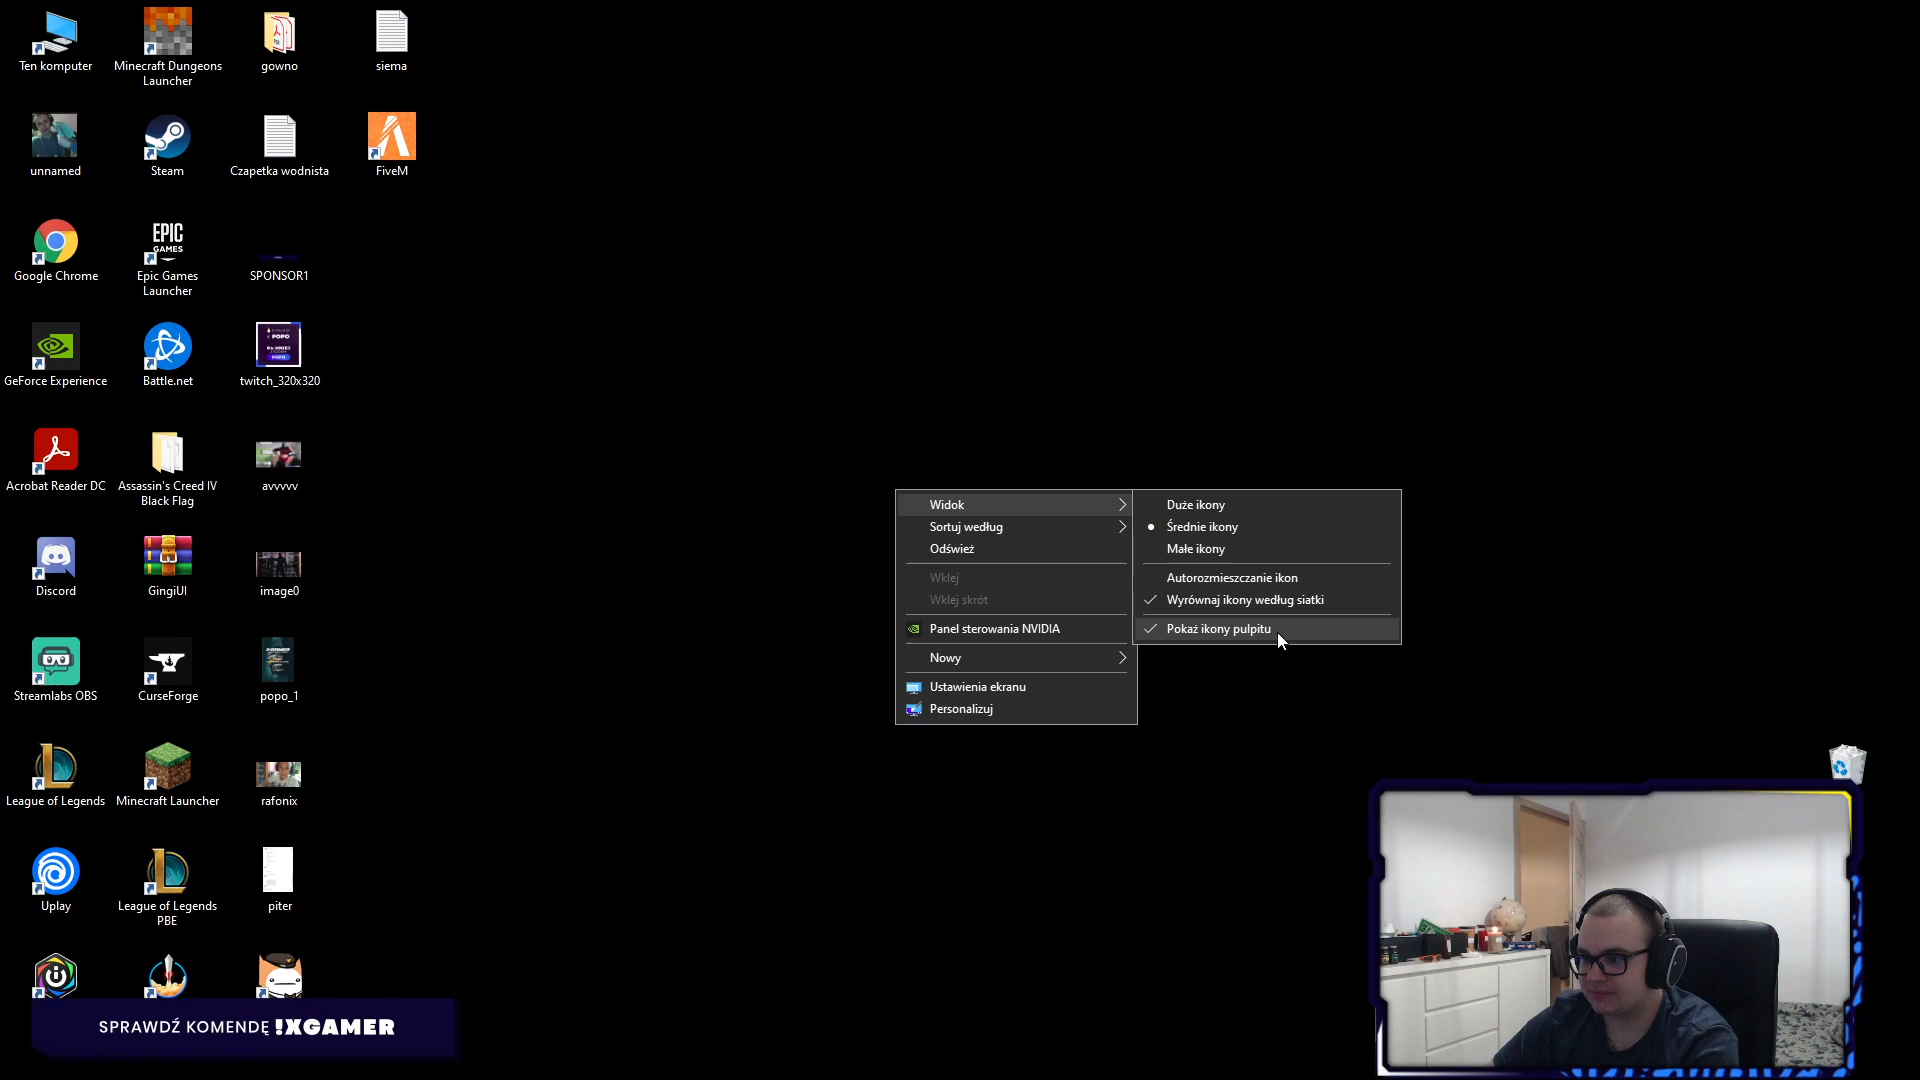 Ten komputer
Minecraft Dungeons
Launcher
gowno
siema
unnamed
Steam
Czapetka wodnista
FiveM
Google Chrome
EPIC
GAMES
Epic Games
Launcher
SPONSOR1
GeForce Experience
Battle.net
POPO
twitch_320x320
Acrobat Reader DC
Assassin's Creed IV
Black Flag
avvvvv
Discord
GingiUI
image0
Streamlabs OBS
CurseForge
popo_1
League of Legends
Minecraft Launcher
rafonix
Uplay
League of Legends
PBE
piter
Widok
Sortuj według
Odśwież
Wklej
Wklej skrót
Panel sterowania NVIDIA
Nowy
Ustawienia ekranu
Personalizuj
Duże ikony
Średnie ikony
Małe ikony
Autorozmieszczanie ikon
Wyrównaj ikony według siatki
Pokaż ikony pulpitu
SPRAWDŹ KOMENDĘ !XGAMER